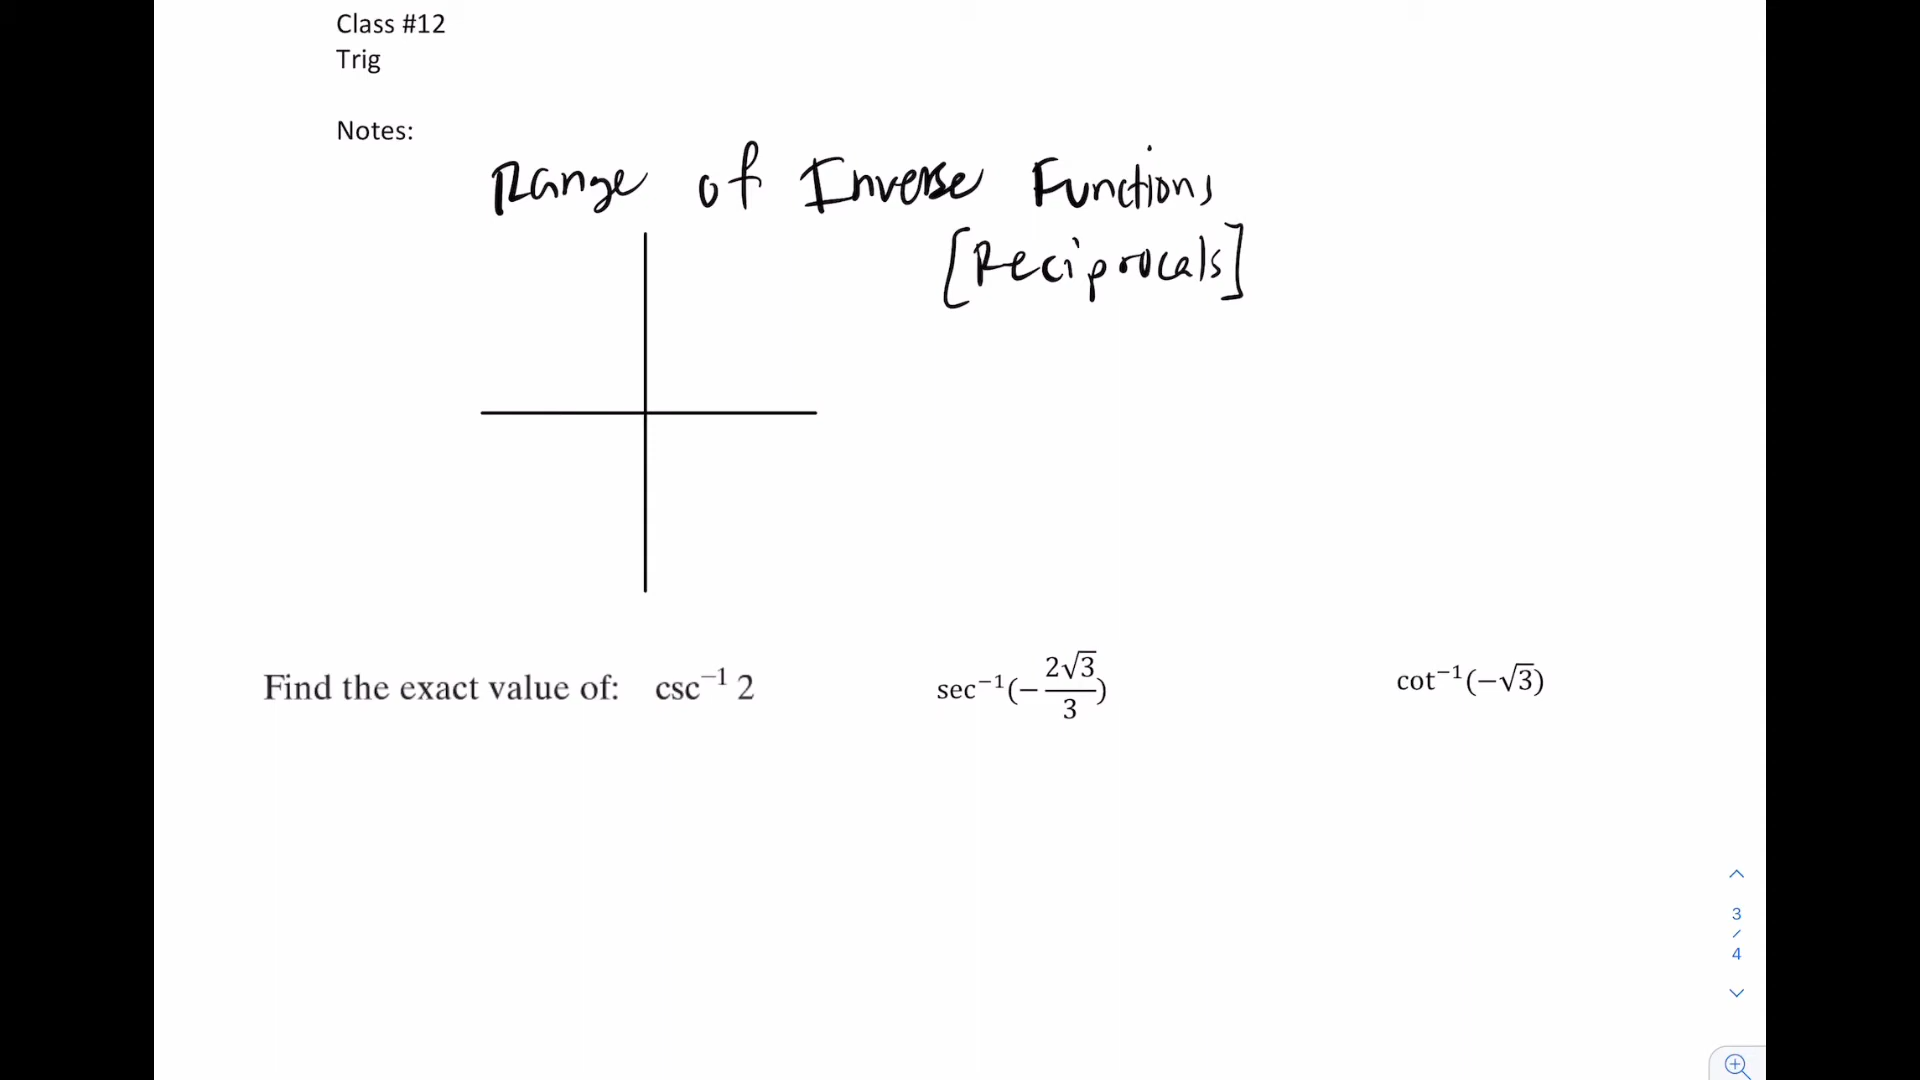 Class #12
Trig
Notes:
Range of Inverse Functions
[Reciprocals]
Find the exact value of: csc⁻¹ 2 sec⁻¹(−2√3/3) cot⁻¹(−√3)
3
/
4